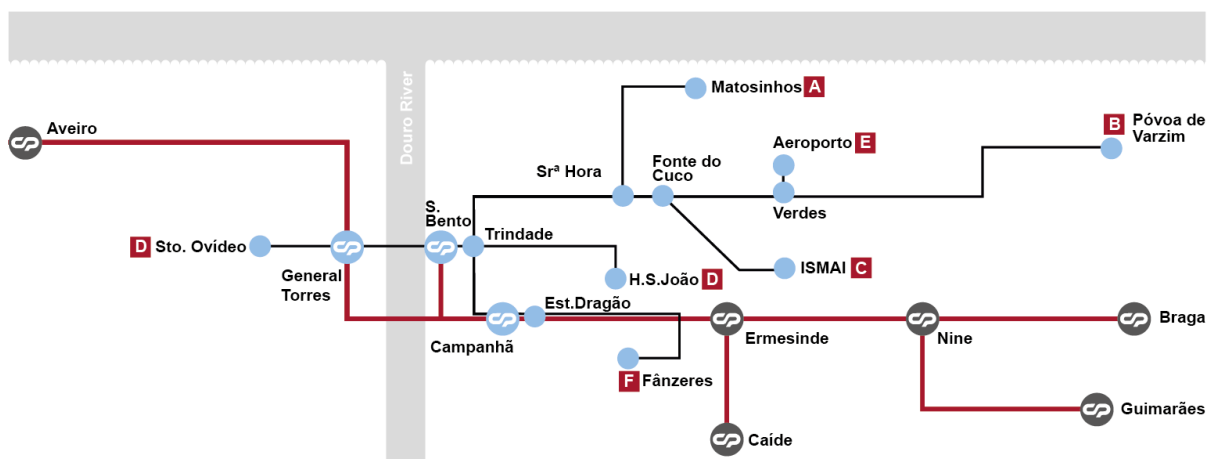 Matosinhos A
B Póvoa de
Varzim
Aveiro
Douro River
Aeroporto E
Srª Hora
Fonte do
Cuco
Verdes
S.
Bento
D Sto. Ovídeo
Trindade
General
Torres
H.S.João D
ISMAI C
Est.Dragão
Campanhã
Ermesinde
Nine
Braga
F Fânzeres
Guimarães
Caíde